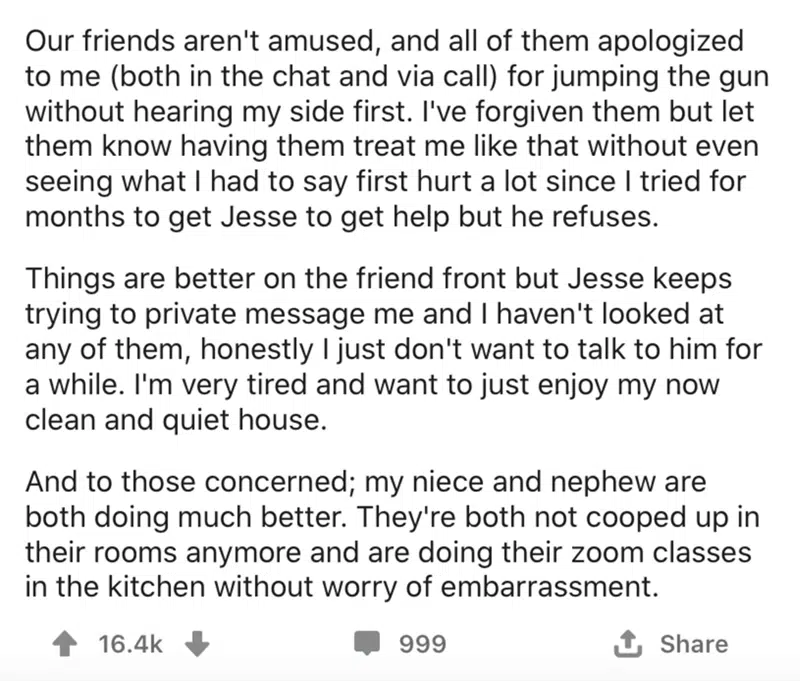 Our friends aren't amused, and all of them apologized
to me (both in the chat and via call) for jumping the gun
without hearing my side first. I've forgiven them but let
them know having them treat me like that without even
seeing what I had to say first hurt a lot since I tried for
months to get Jesse to get help but he refuses.
Things are better on the friend front but Jesse keeps
trying to private message me and I haven't looked at
any of them, honestly I just don't want to talk to him for
a while. I'm very tired and want to just enjoy my now
clean and quiet house.
And to those concerned; my niece and nephew are
both doing much better. They're both not cooped up in
their rooms anymore and are doing their zoom classes
in the kitchen without worry of embarrassment.
16.4k 999 Share